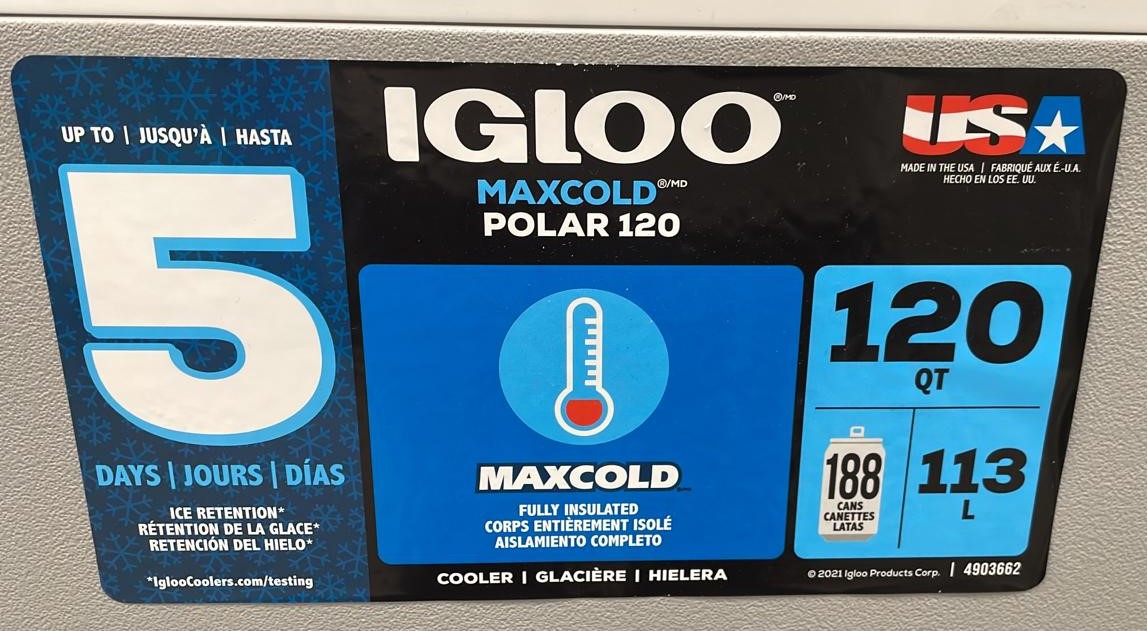 UP TO | JUSQU'À | HASTA
5
DAYS | JOURS | DÍAS
ICE RETENTION*
RÉTENTION DE LA GLACE*
RETENCIÓN DEL HIELO*
*IglooCoolers.com/testing
IGLOO®/MD
MAXCOLD®/MD
POLAR 120
MAXCOLD
FULLY INSULATED
CORPS ENTIÈREMENT ISOLÉ
AISLAMIENTO COMPLETO
COOLER | GLACIÈRE | HIELERA
USA
MADE IN THE USA | FABRIQUÉ AUX É.-U.A.
HECHO EN LOS EE. UU.
120
QT
188
CANS
CANETTES
LATAS
113
L
© 2021 Igloo Products Corp. | 4903662